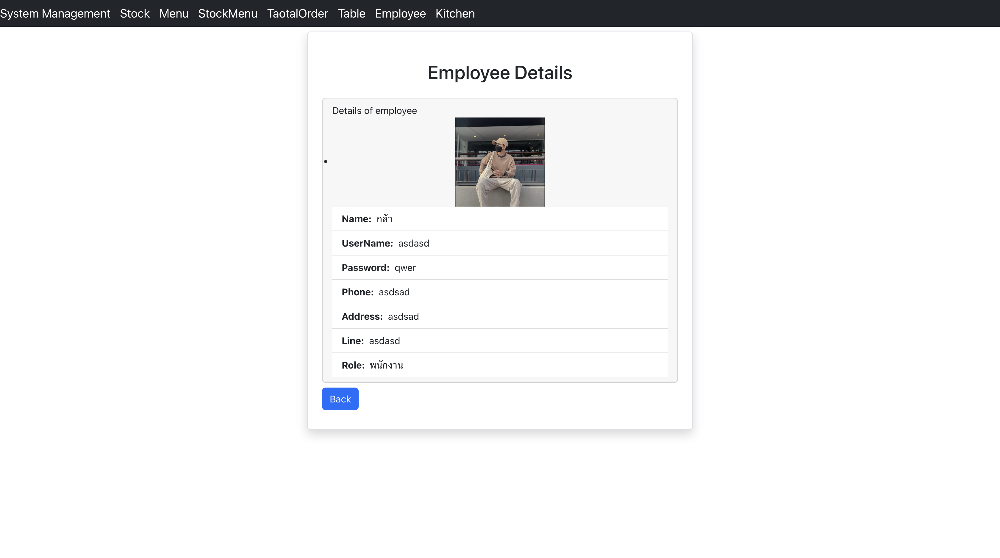 System Management Stock Menu StockMenu TaotalOrder Table Employee Kitchen
Employee Details
Details of employee
Name: กล้า
UserName: asdasd
Password: qwer
Phone: asdsad
Address: asdsad
Line: asdasd
Role: พนักงาน
Back